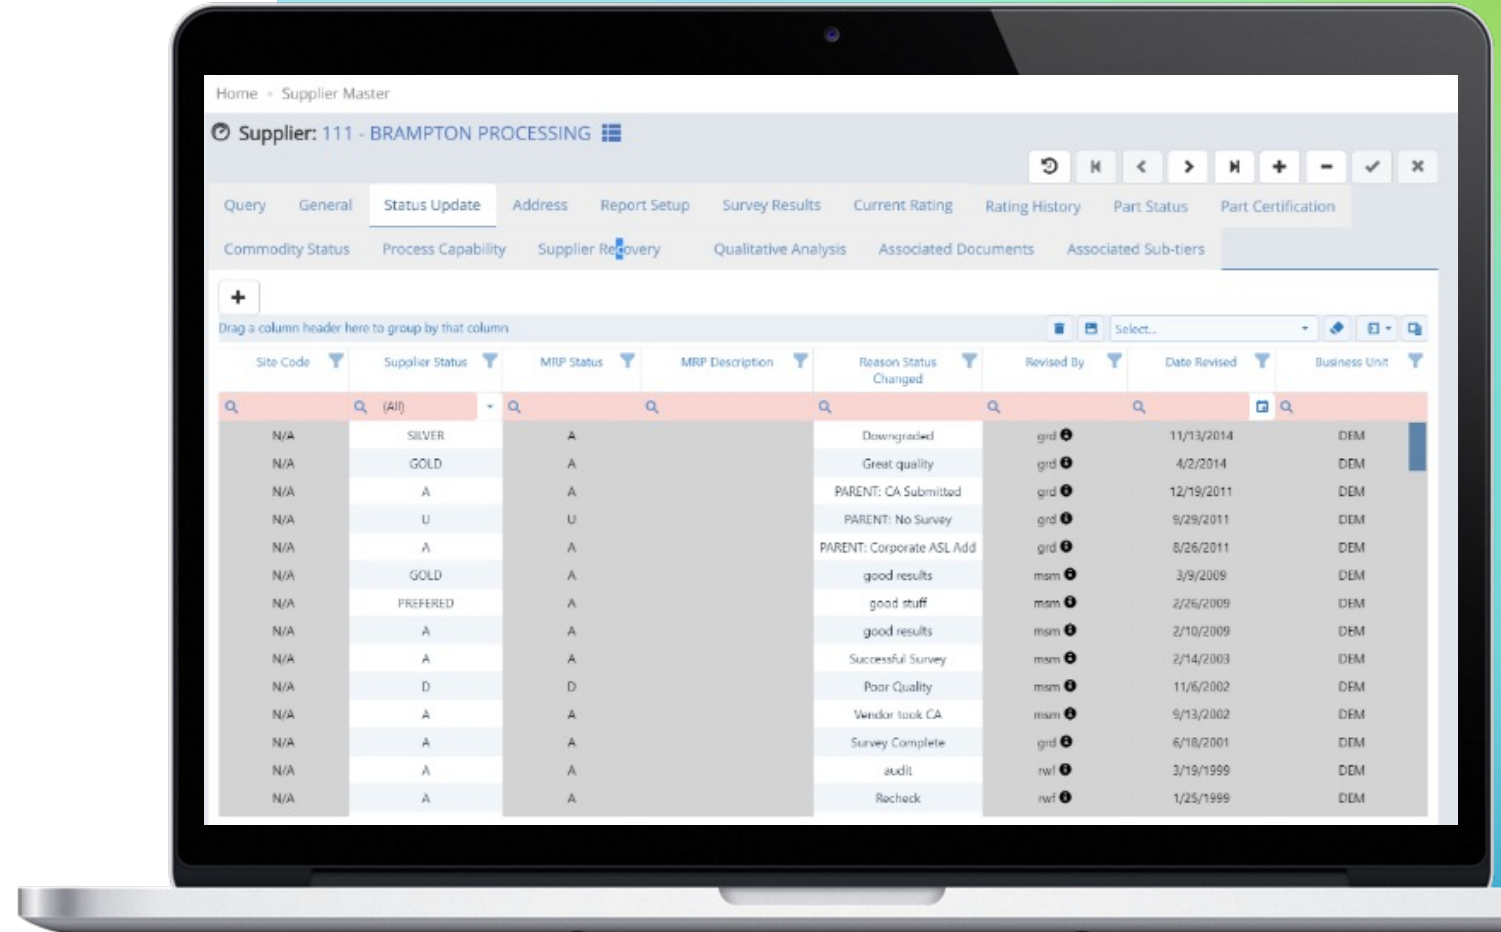 Home Supplier Master
Supplier: 111 - BRAMPTON PROCESSING
Query General Status Update Address Report Setup Survey Results Current Rating Rating History Part Status Part Certification
Commodity Status Process Capability Supplier Recovery Qualitative Analysis Associated Documents Associated Sub-tiers
Drag a column header here to group by that column Select...
Site Code Supplier Status MRP Status MRP Description Reason Status Changed Revised By Date Revised Business Unit
(All)
N/A SILVER A Downgraded grd 11/13/2014 DEM
N/A GOLD A Great quality grd 4/2/2014 DEM
N/A A A PARENT: CA Submitted grd 12/19/2011 DEM
N/A U U PARENT: No Survey grd 9/29/2011 DEM
N/A A A PARENT: Corporate ASL Add grd 8/26/2011 DEM
N/A GOLD A good results msm 3/9/2009 DEM
N/A PREFERED A good stuff msm 2/26/2009 DEM
N/A A A good results msm 2/10/2009 DEM
N/A A A Successful Survey msm 2/14/2003 DEM
N/A D D Poor Quality msm 11/6/2002 DEM
N/A A A Vendor took CA msm 9/13/2002 DEM
N/A A A Survey Complete grd 6/18/2001 DEM
N/A A A audit rwl 3/19/1999 DEM
N/A A A Recheck rwf 1/25/1999 DEM